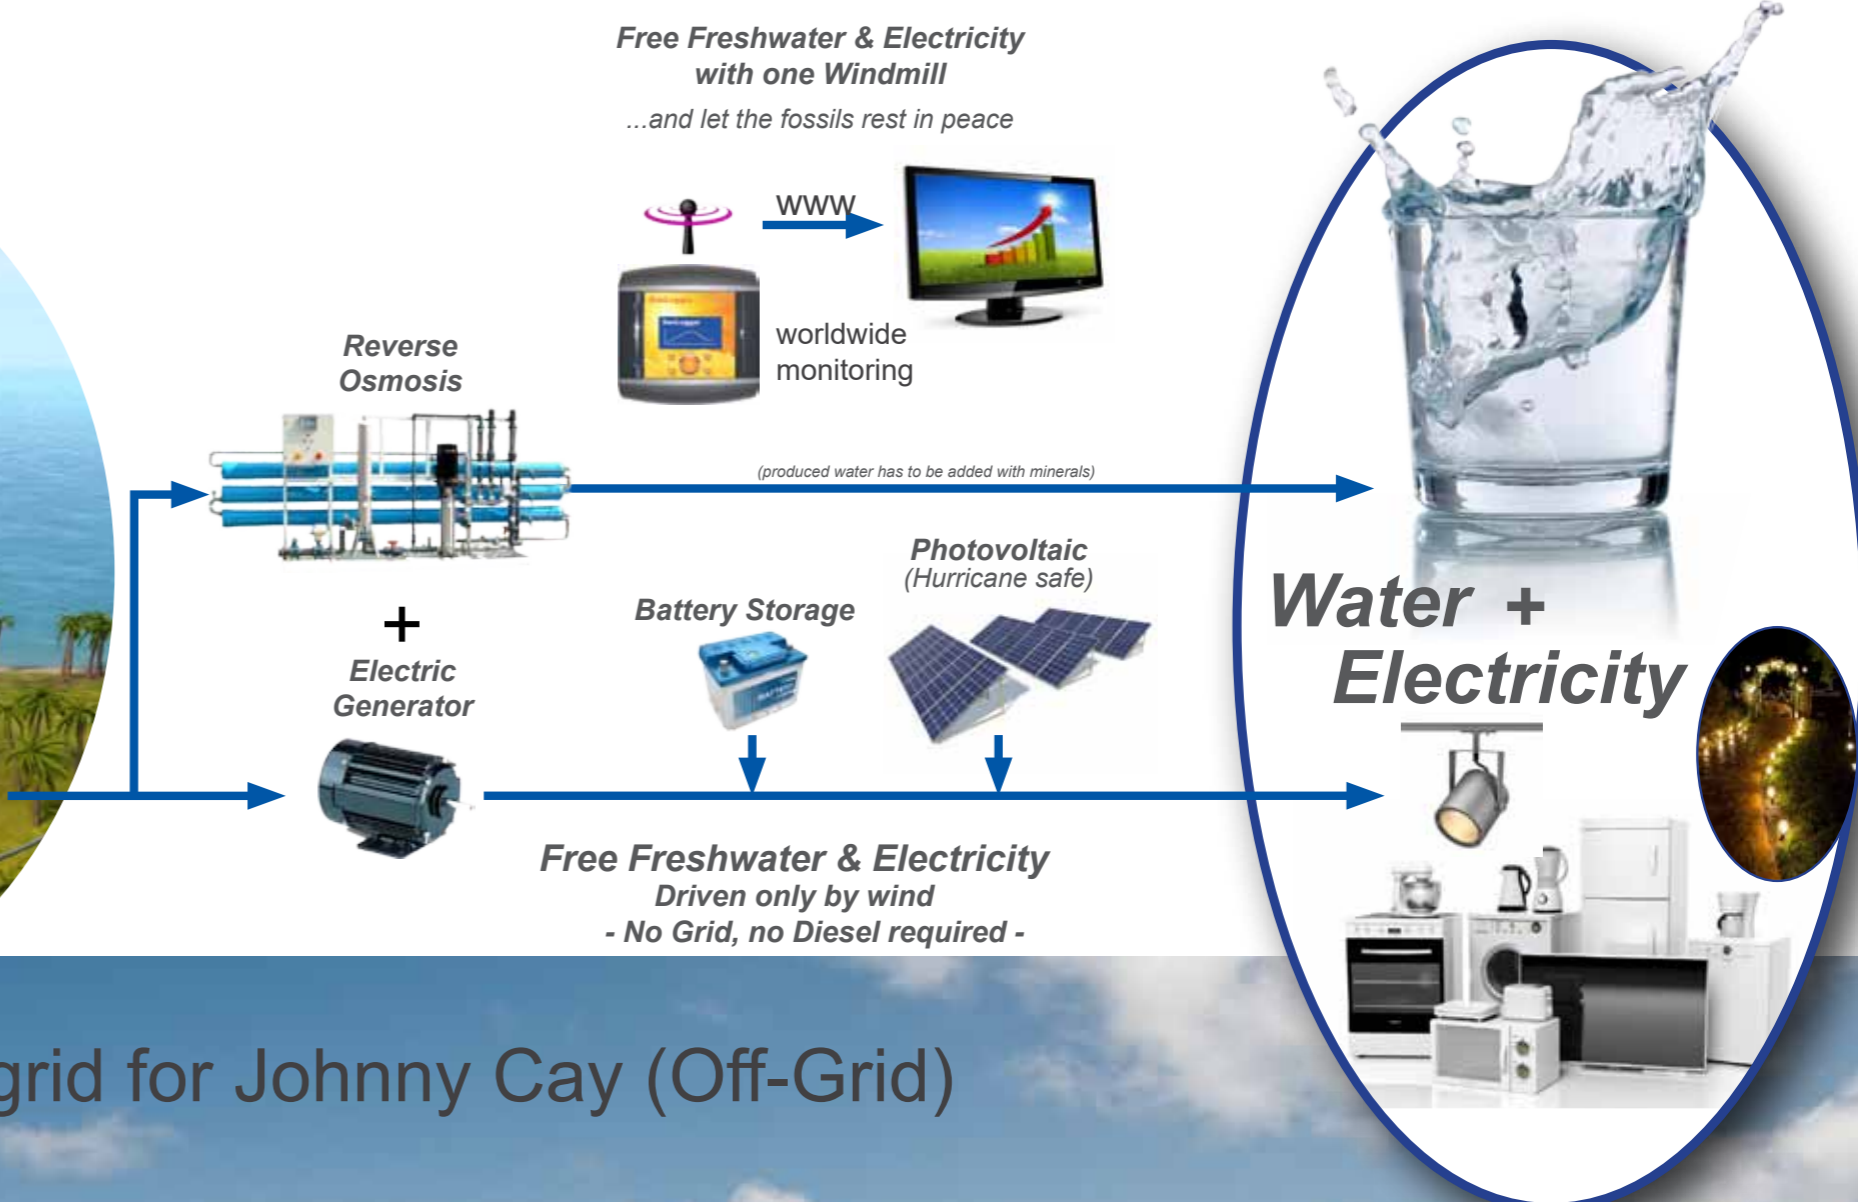 Free Freshwater & Electricity
with one Windmill
...and let the fossils rest in peace
www
worldwide
monitoring
Reverse
Osmosis
(produced water has to be added with minerals)
Photovoltaic
(Hurricane safe)
Battery Storage
+
Electric
Generator
Water +
Electricity
Free Freshwater & Electricity
Driven only by wind
- No Grid, no Diesel required -
grid for Johnny Cay (Off-Grid)